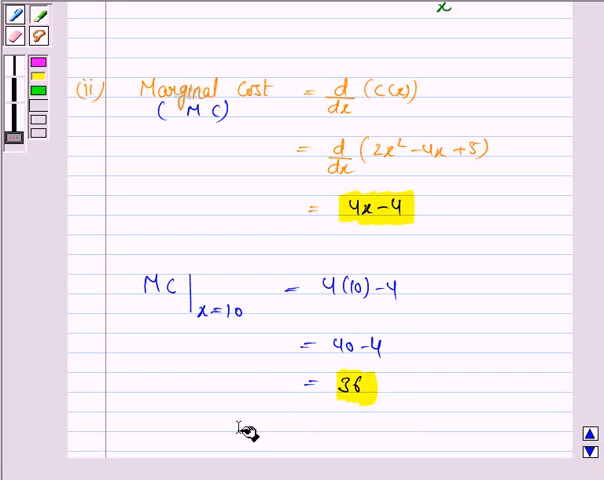 x
(ii) Marginal Cost = d/dx (C(x))
( MC)
= d/dx (2x² - 4x + 5)
= 4x - 4
MC | x=10 = 4(10) - 4
= 40 - 4
= 36